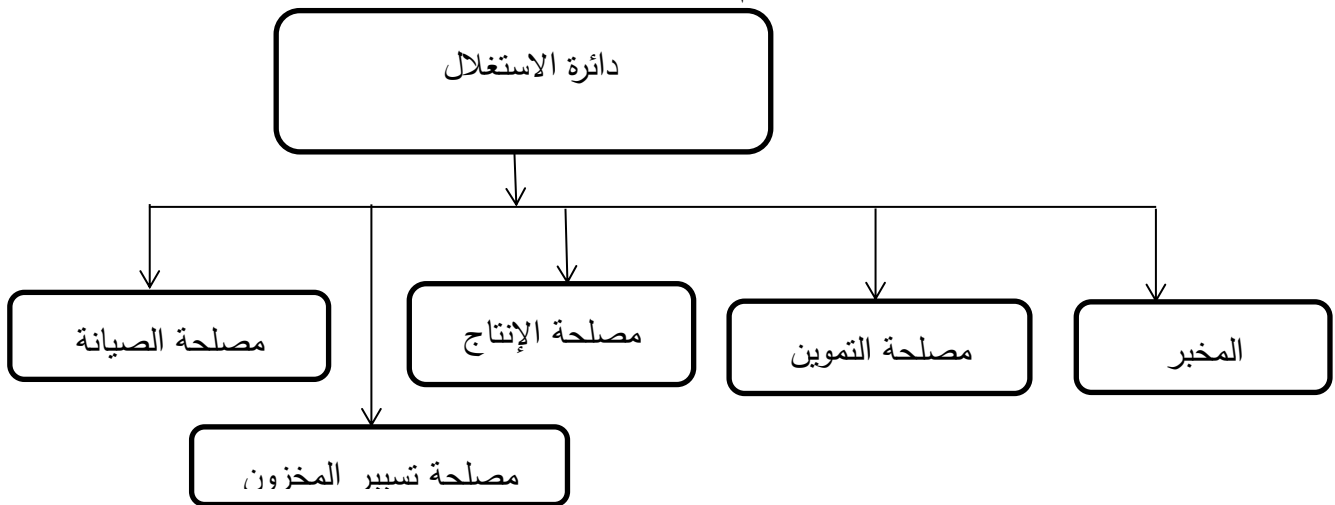 دائرة الاستغلال
المخبر
مصلحة التموين
مصلحة الإنتاج
مصلحة الصيانة
مصلحة تسيير المخزون